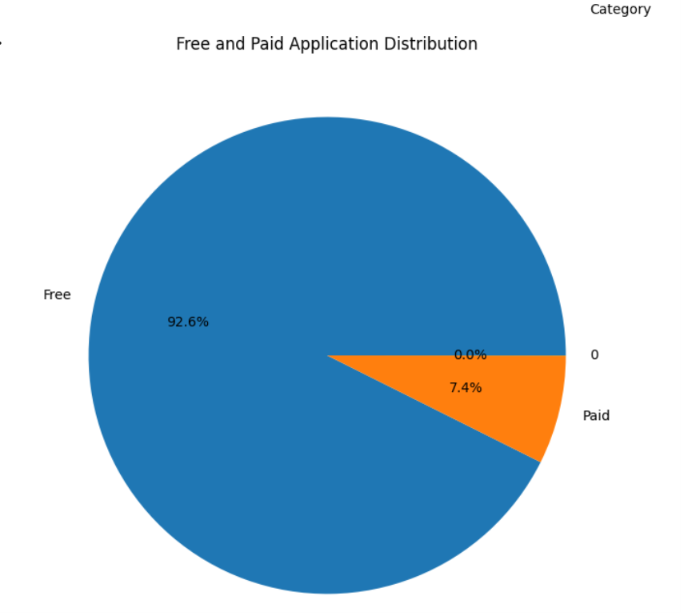 Category
Free and Paid Application Distribution
Free
92.6%
0.0%
0
7.4%
Paid